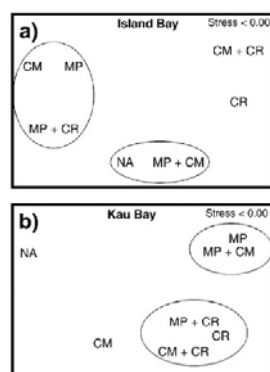 a) Island Bay Stress < 0.00
CM + CR
CM MP
CR
MP + CR
NA MP + CM
b) Kau Bay Stress < 0.00
MP
NA MP + CM
MP + CR
CR
CM
CM + CR